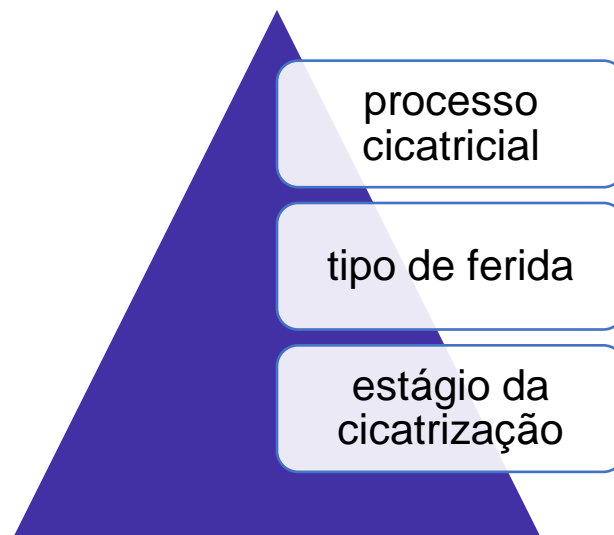 processo
cicatricial
tipo de ferida
estágio da
cicatrização